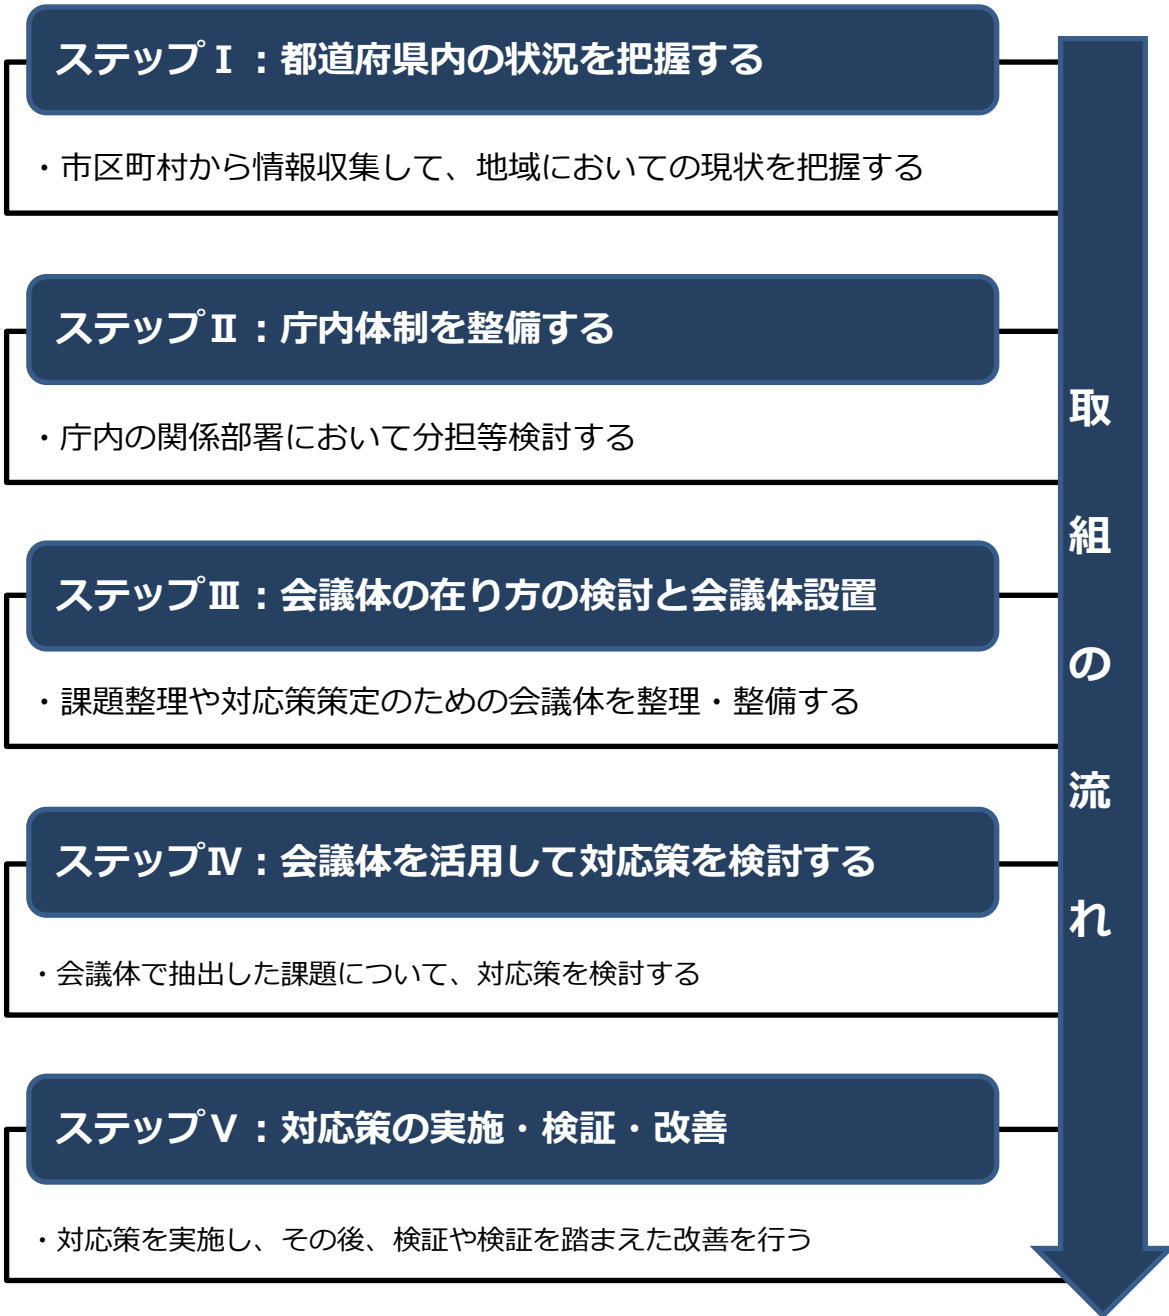 ステップⅠ：都道府県内の状況を把握する
・市区町村から情報収集して、地域においての現状を把握する
ステップⅡ：庁内体制を整備する
・庁内の関係部署において分担等検討する
ステップⅢ：会議体の在り方の検討と会議体設置
・課題整理や対応策策定のための会議体を整理・整備する
ステップⅣ：会議体を活用して対応策を検討する
・会議体で抽出した課題について、対応策を検討する
ステップⅤ：対応策の実施・検証・改善
・対応策を実施し、その後、検証や検証を踏まえた改善を行う
取組の流れ